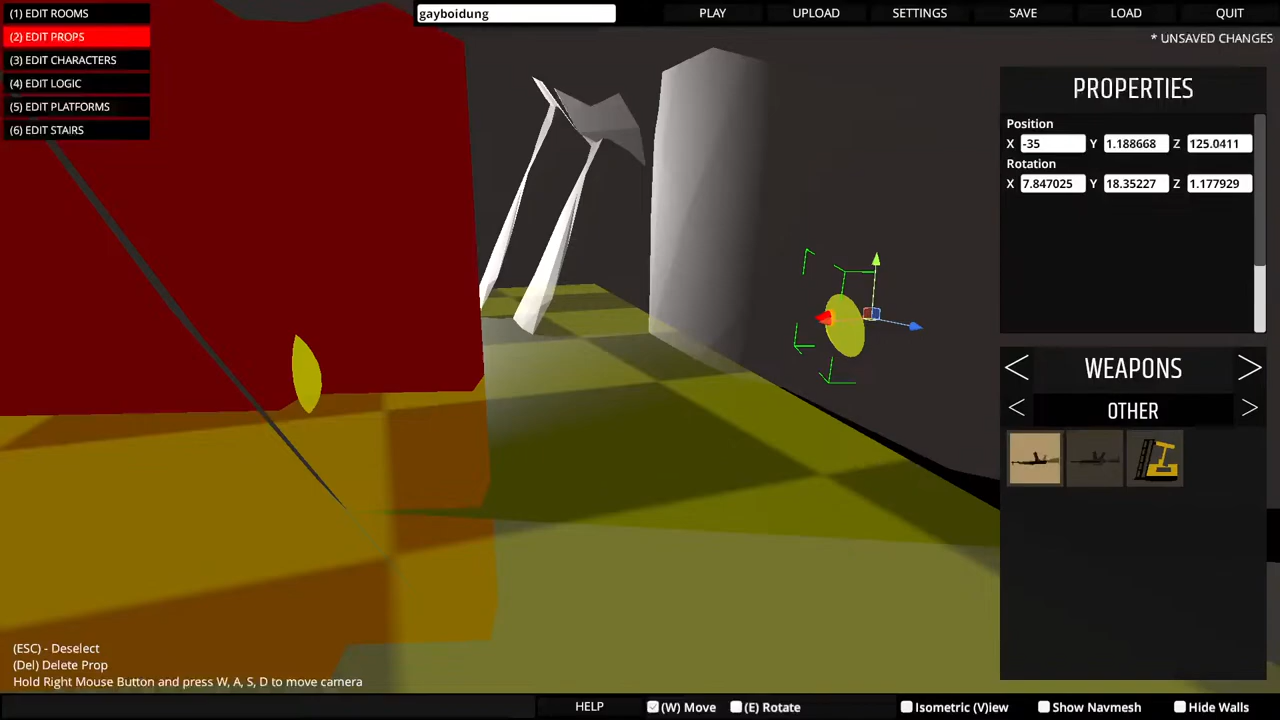 (1) EDIT ROOMS
gayboidung
PLAY UPLOAD SETTINGS SAVE LOAD QUIT
(2) EDIT PROPS
* UNSAVED CHANGES
(3) EDIT CHARACTERS
(4) EDIT LOGIC
(5) EDIT PLATFORMS
(6) EDIT STAIRS
PROPERTIES
Position
X -35 Y 1.188668 Z 125.0411
Rotation
X 7.847025 Y 18.35227 Z 1.177929
< WEAPONS >
< OTHER >
(ESC) - Deselect
(Del) Delete Prop
Hold Right Mouse Button and press W, A, S, D to move camera
HELP (W) Move (E) Rotate Isometric (V)iew Show Navmesh Hide Walls